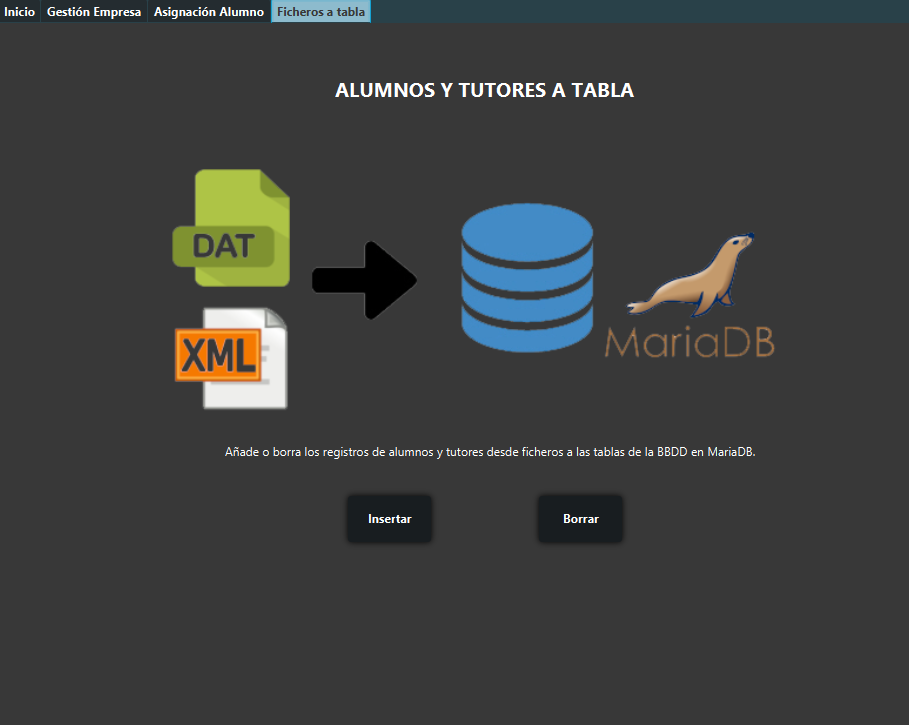 Inicio Gestión Empresa Asignación Alumno Ficheros a tabla
ALUMNOS Y TUTORES A TABLA
DAT
XML
MariaDB
Añade o borra los registros de alumnos y tutores desde ficheros a las tablas de la BBDD en MariaDB.
Insertar Borrar